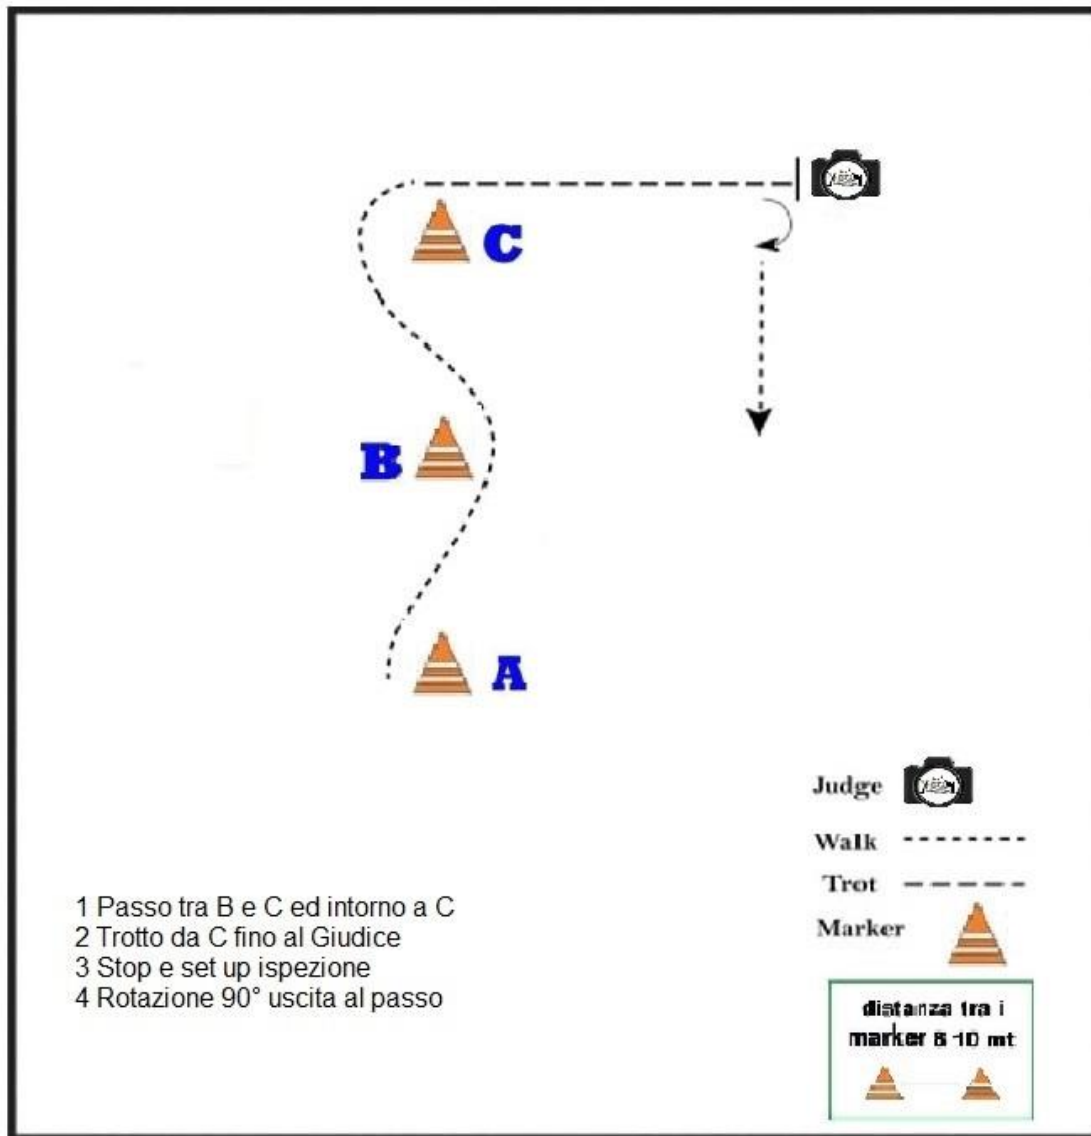 C
B
A
Judge
Walk
Trot
Marker
1 Passo tra B e C ed intorno a C
2 Trotto da C fino al Giudice
3 Stop e set up ispezione
4 Rotazione 90° uscita al passo
distanza tra i
marker 8 10 mt